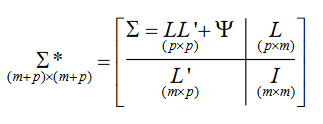 Σ* = [ Σ = LL'+ Ψ | L
(m+p)×(m+p) (p×p) (p×m)
L' | I ]
(m×p) (m×m)